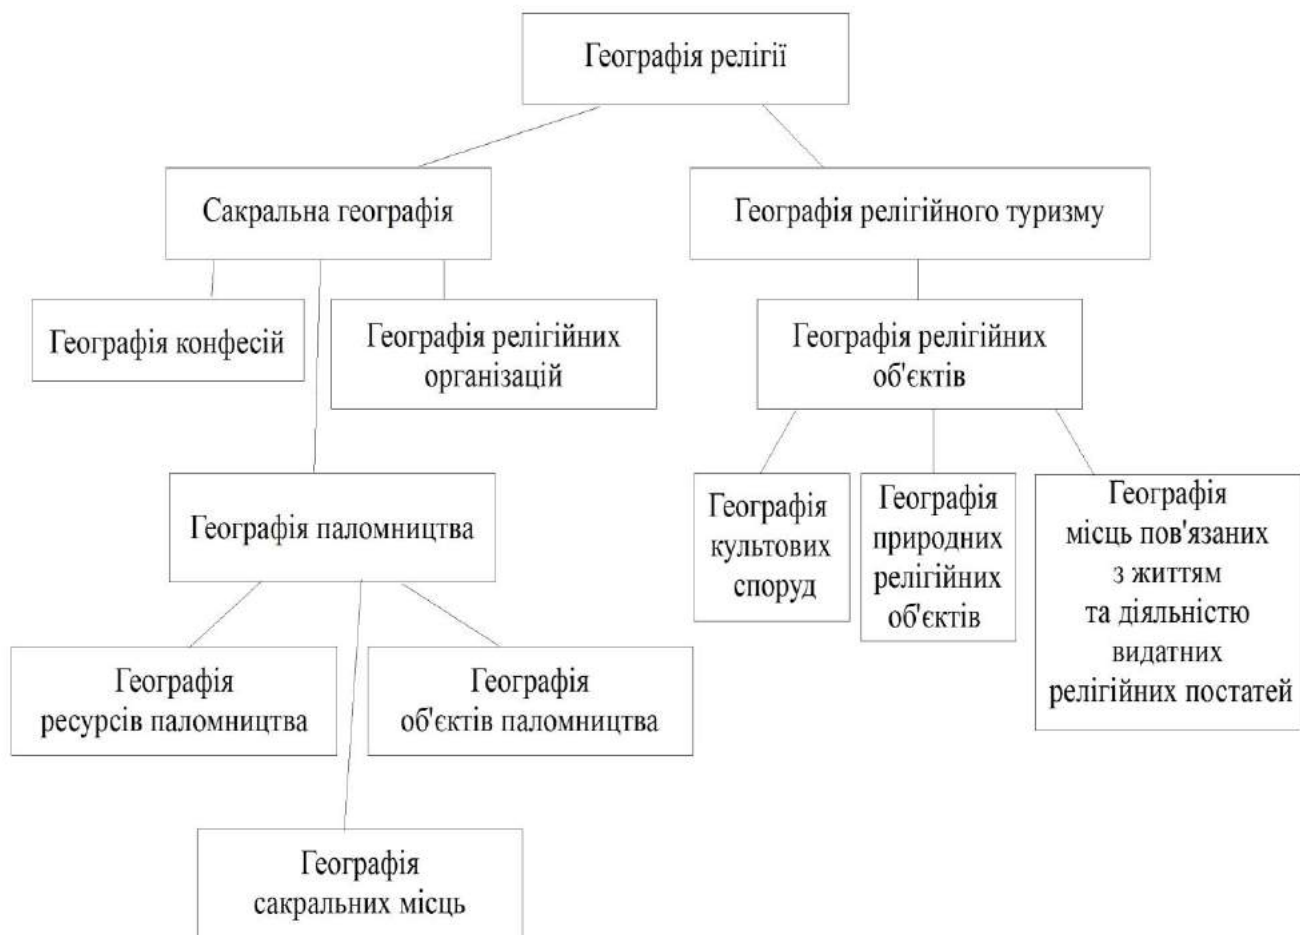 Географія релігії
Сакральна географія
Географія релігійного туризму
Географія конфесій
Географія релігійних
організацій
Географія релігійних
об'єктів
Географія паломництва
Географія
культових
споруд
Географія
природних
релігійних
об'єктів
Географія
місць пов'язаних
з життям
та діяльністю
видатних
релігійних постатей
Географія
ресурсів паломництва
Географія
об'єктів паломництва
Географія
сакральних місць